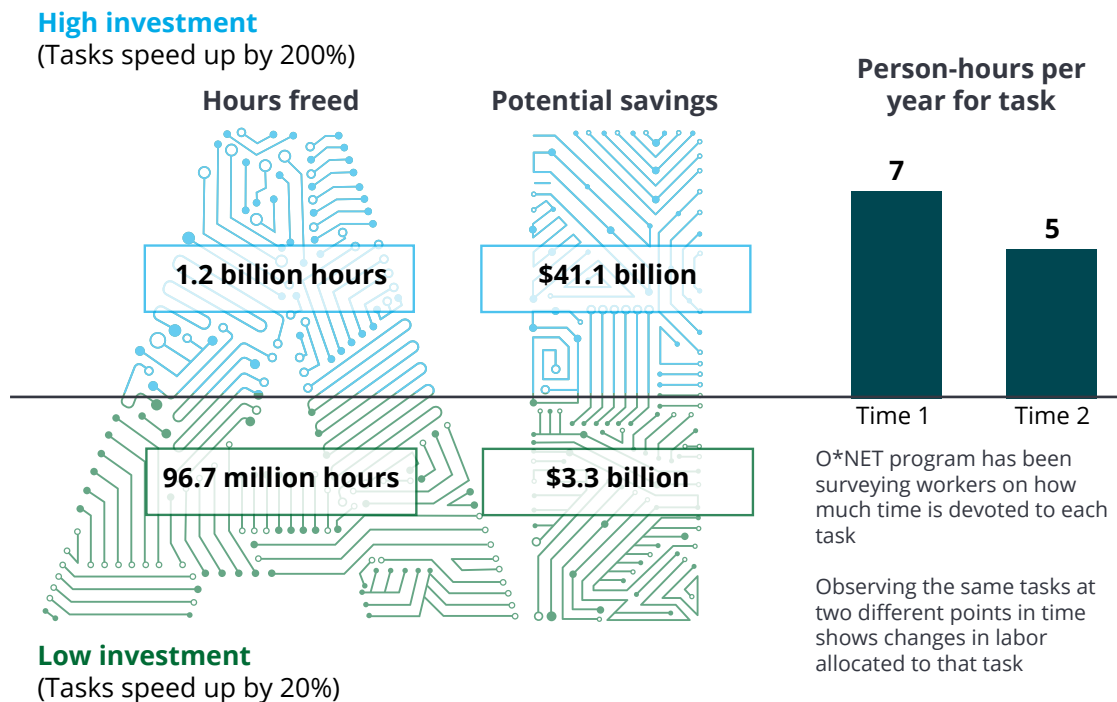 High investment
(Tasks speed up by 200%)
Hours freed
Potential savings
1.2 billion hours
$41.1 billion
96.7 million hours
$3.3 billion
Low investment
(Tasks speed up by 20%)
Person-hours per
year for task
7
5
Time 1
Time 2
O*NET program has been
surveying workers on how
much time is devoted to each
task
Observing the same tasks at
two different points in time
shows changes in labor
allocated to that task